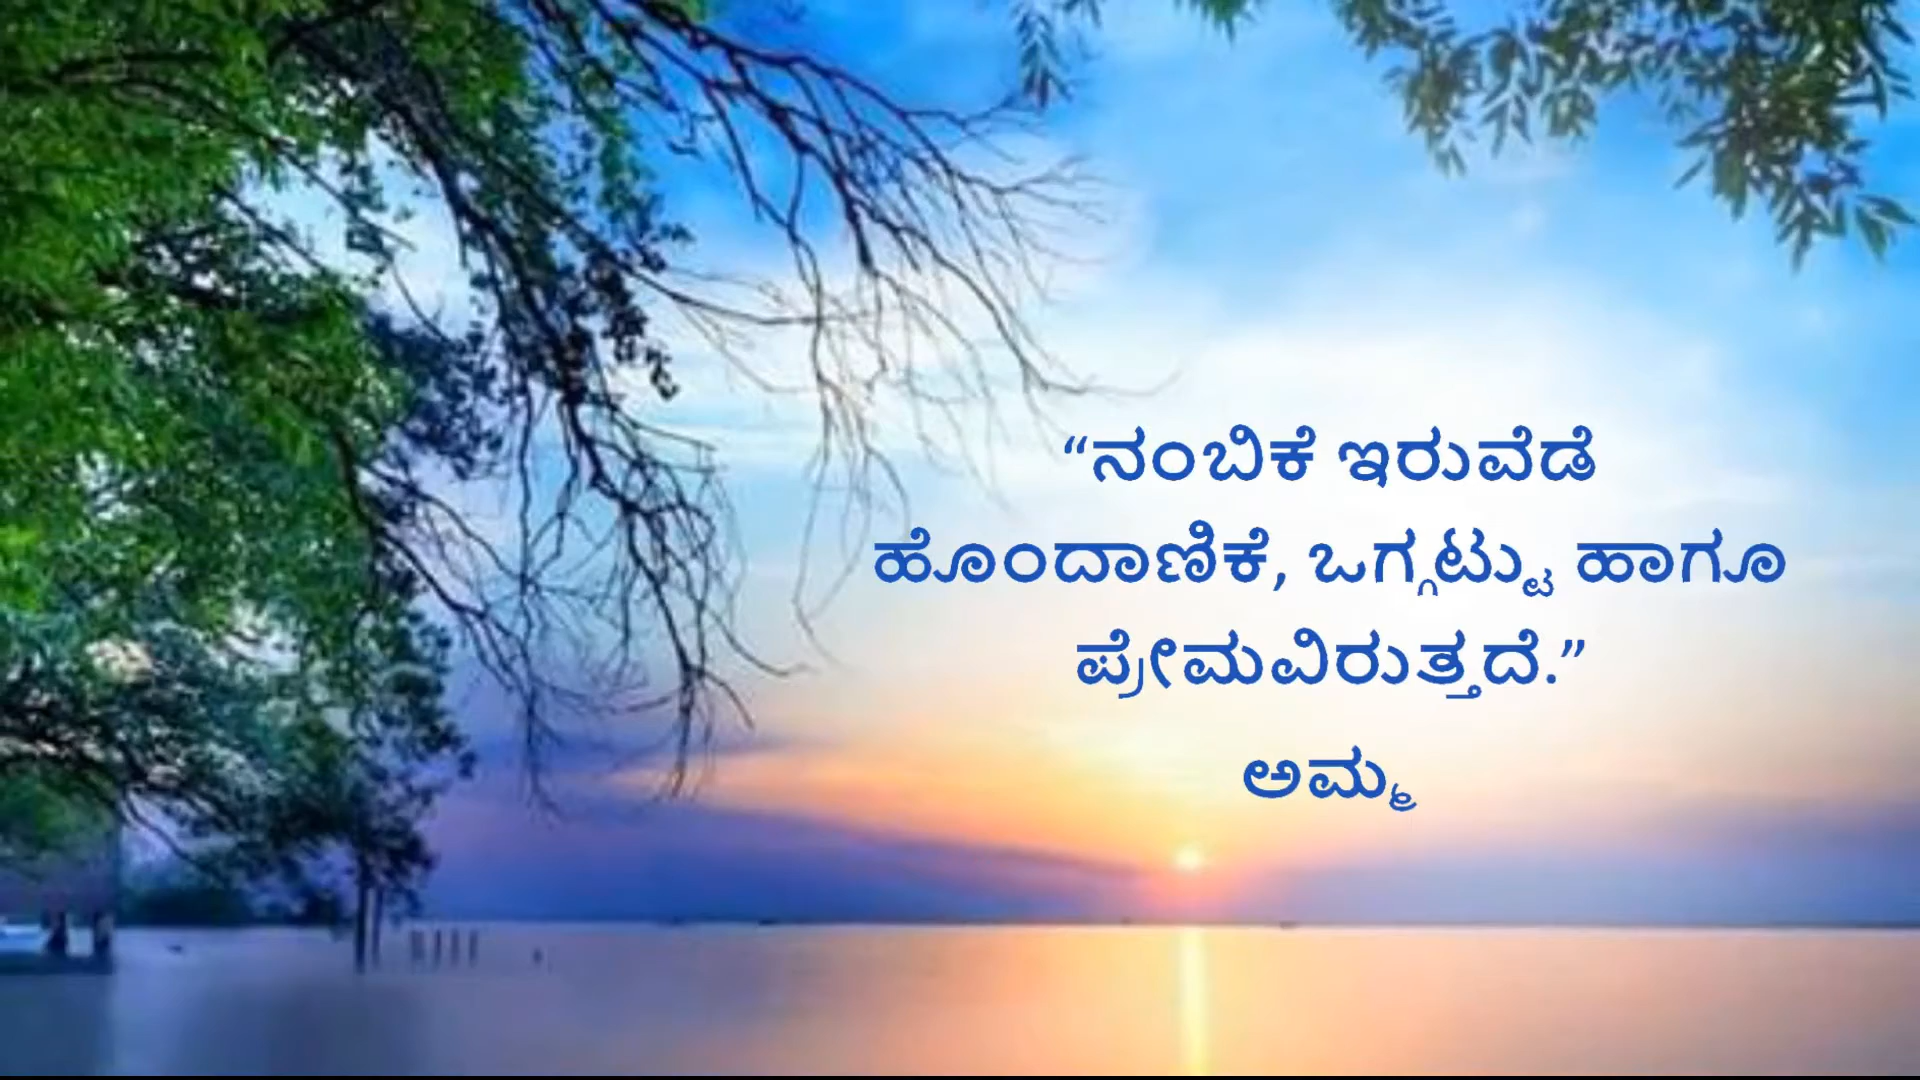 “ನಂಬಿಕೆ ಇರುವೆಡೆ
ಹೊಂದಾಣಿಕೆ, ಒಗ್ಗಟ್ಟು ಹಾಗೂ
ಪ್ರೇಮವಿರುತ್ತದೆ.”
ಅಮ್ಮ